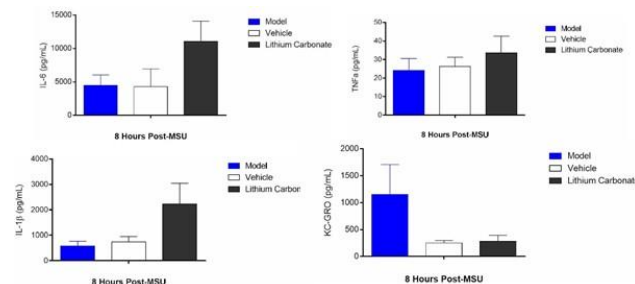 IL-6 (pg/mL)
15000
10000
5000
0
Model
Vehicle
Lithium Carbonate
8 Hours Post-MSU
TNFa (pg/mL)
50
40
30
20
10
0
Model
Vehicle
Lithium Carbonate
8 Hours Post-MSU
IL-1β (pg/mL)
4000
3000
2000
1000
0
Model
Vehicle
Lithium Carbon
8 Hours Post-MSU
KC-GRO (pg/mL)
2000
1500
1000
500
0
Model
Vehicle
Lithium Carbonate
8 Hours Post-MSU